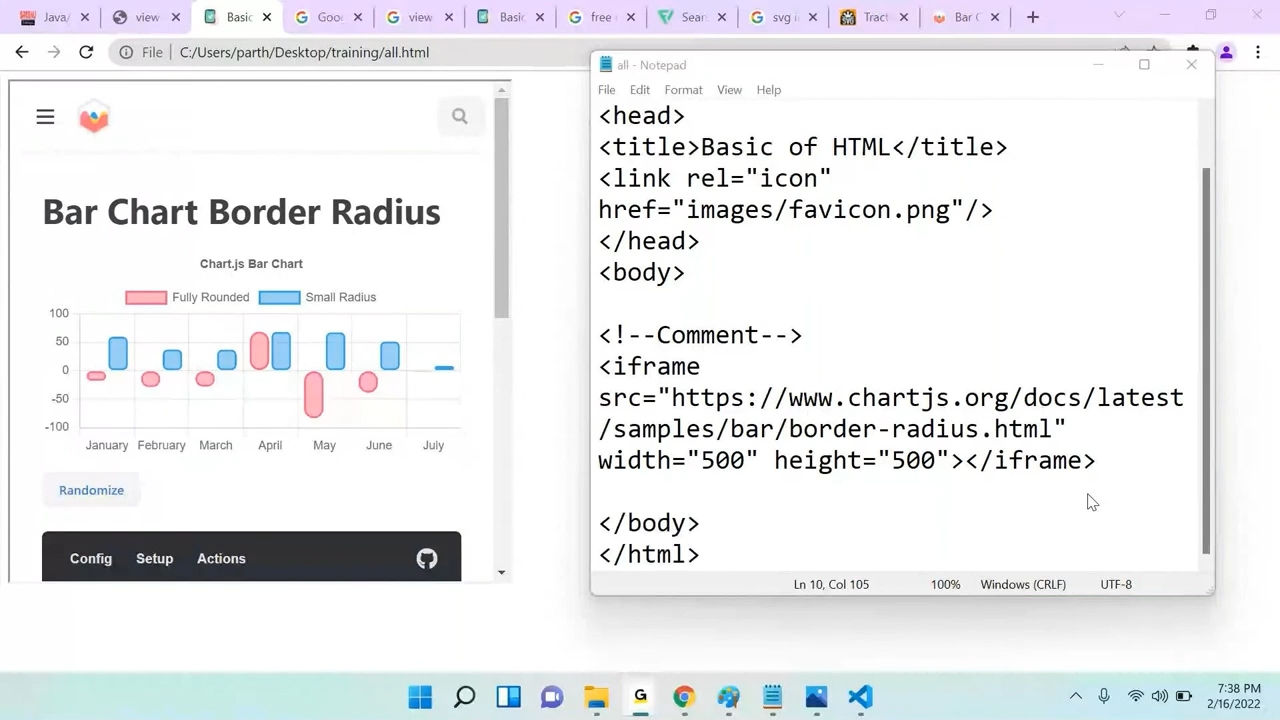 Java/
view
Basic
Goo
view
Basic
free
Sear
svg i
Trac
Bar C
File
C:/Users/parth/Desktop/training/all.html
all - Notepad
File Edit Format View Help
<head>
<title>Basic of HTML</title>
<link rel="icon"
href="images/favicon.png"/>
</head>
<body>
<!--Comment-->
<iframe
src="https://www.chartjs.org/docs/latest
/samples/bar/border-radius.html"
width="500" height="500"></iframe>
</body>
</html>
Ln 10, Col 105 100% Windows (CRLF) UTF-8
Bar Chart Border Radius
Chart.js Bar Chart
Fully Rounded Small Radius
100
50
0
-50
-100
January February March April May June July
Randomize
Config Setup Actions
7:38 PM
2/16/2022